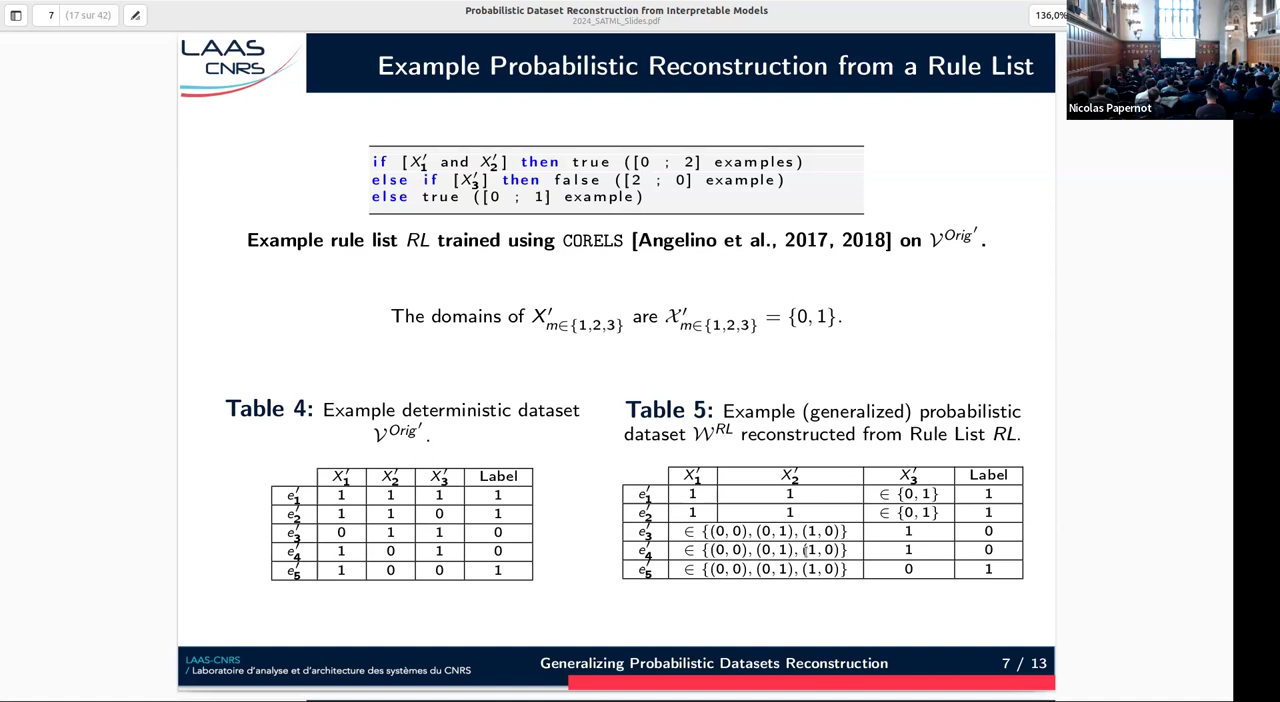 7 (17 sur 42)
Probabilistic Dataset Reconstruction from Interpretable Models
2024_SATML_Slides.pdf
136,0%
Nicolas Papernot
LAAS
CNRS
Example Probabilistic Reconstruction from a Rule List
if [X′₁ and X′₂] then true ([0 ; 2] examples)
else if [X′₃] then false ([2 ; 0] example)
else true ([0 ; 1] example)
Example rule list RL trained using CORELS [Angelino et al., 2017, 2018] on 𝒱^Orig′.
The domains of X′_m∈{1,2,3} are 𝒳′_m∈{1,2,3} = {0, 1}.
Table 4: Example deterministic dataset
𝒱^Orig′.
X′₁ X′₂ X′₃ Label
e′₁ 1 1 1 1
e′₂ 1 1 0 1
e′₃ 0 1 1 0
e′₄ 1 0 1 0
e′₅ 1 0 0 1
Table 5: Example (generalized) probabilistic
dataset 𝒲^RL reconstructed from Rule List RL.
X′₁ X′₂ X′₃ Label
e′₁ 1 1 ∈ {0, 1} 1
e′₂ 1 1 ∈ {0, 1} 1
e′₃ ∈ {(0, 0), (0, 1), (1, 0)} 1 0
e′₄ ∈ {(0, 0), (0, 1), (1, 0)} 1 0
e′₅ ∈ {(0, 0), (0, 1), (1, 0)} 0 1
LAAS-CNRS
/ Laboratoire d'analyse et d'architecture des systèmes du CNRS
Generalizing Probabilistic Datasets Reconstruction
7 / 13